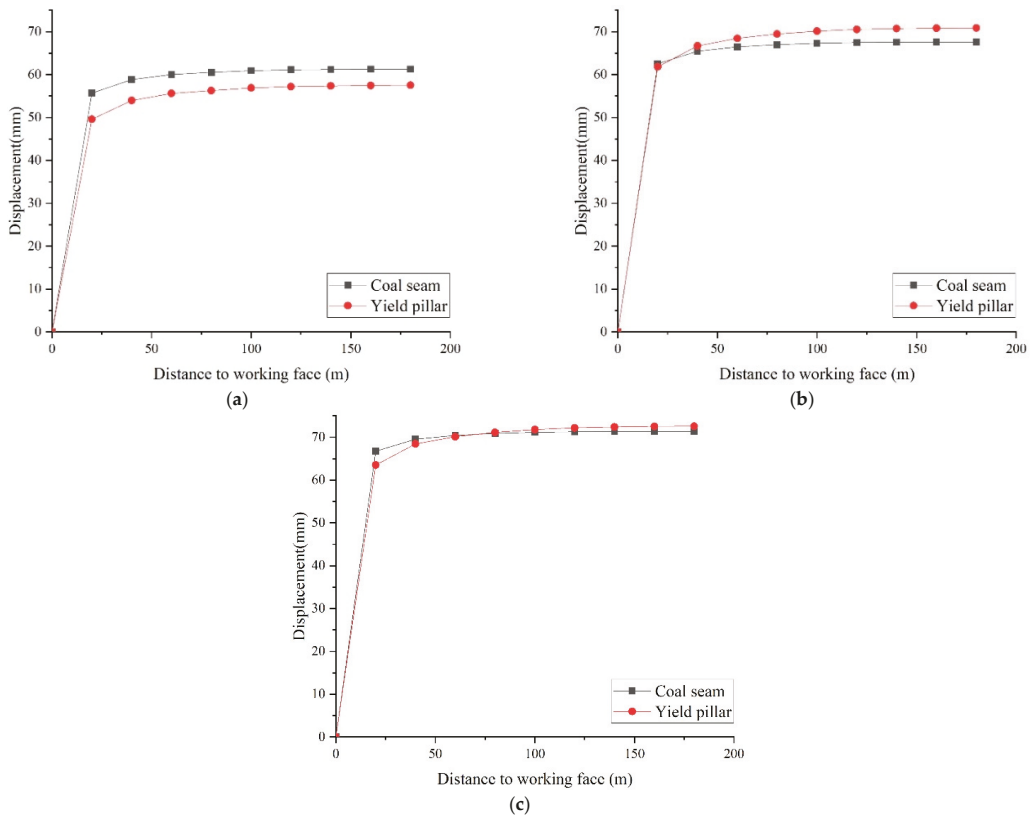 70
60
50
40
30
20
10
0
Displacement(mm)
Coal seam
Yield pillar
0 50 100 150 200
Distance to working face (m)
(a)
70
60
50
40
30
20
10
0
Displacement(mm)
Coal seam
Yield pillar
0 50 100 150 200
Distance to working face (m)
(b)
70
60
50
40
30
20
10
0
Displacement(mm)
Coal seam
Yield pillar
0 50 100 150 200
Distance to working face (m)
(c)